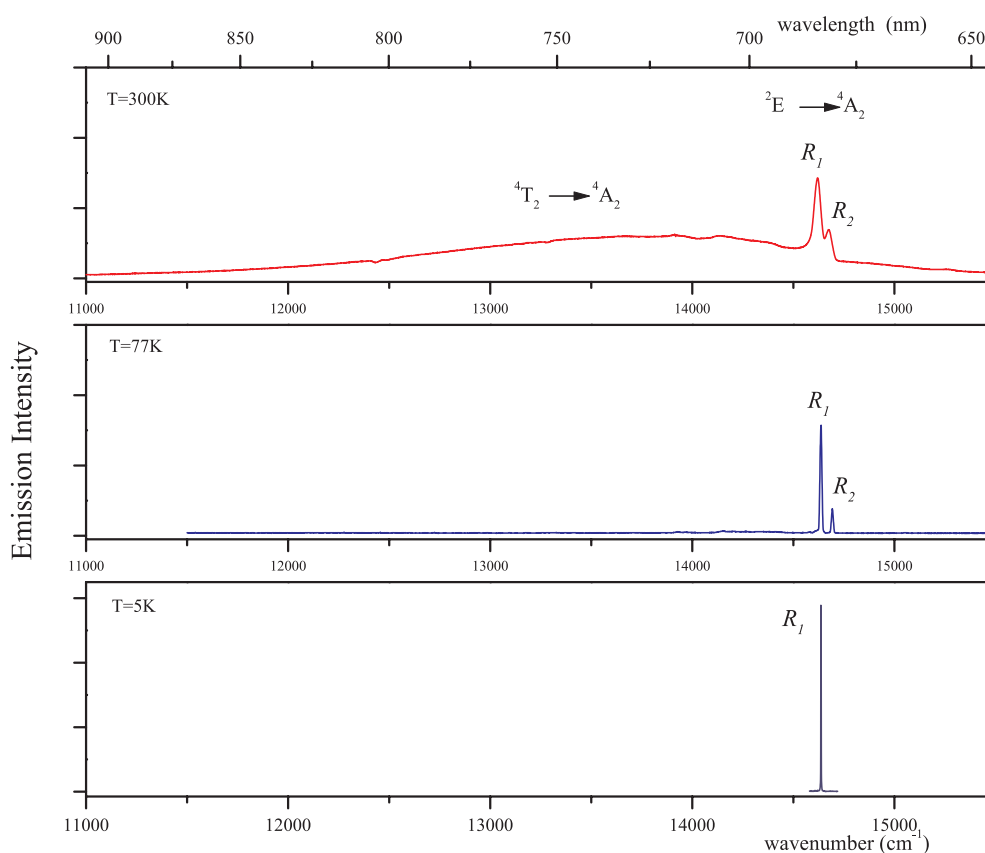 wavelength (nm)
900 850 800 750 700 650
T=300K
²E → ⁴A₂
R₁
⁴T₂ → ⁴A₂
R₂
11000 12000 13000 14000 15000
Emission Intensity
T=77K
R₁
R₂
11000 12000 13000 14000 15000
T=5K
R₁
11000 12000 13000 14000 15000
wavenumber (cm⁻¹)